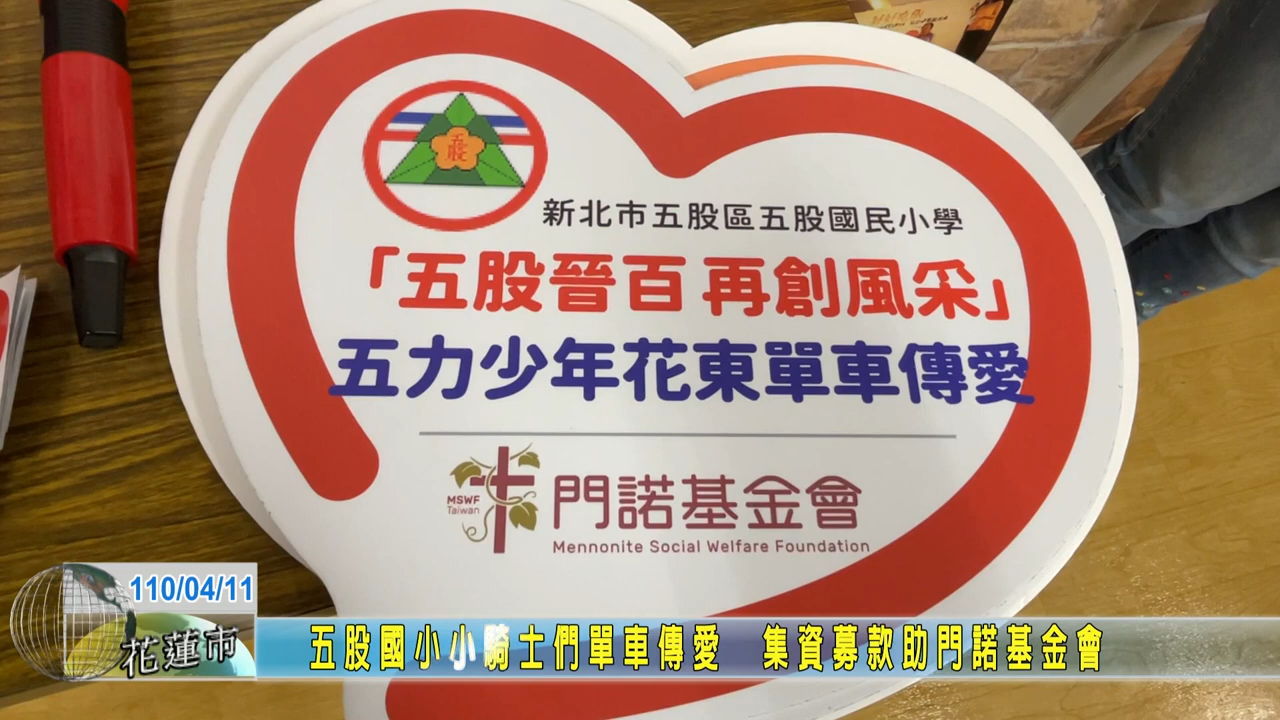 五股
新北市五股區五股國民小學
「五股晉百 再創風采」
五力少年花東單車傳愛
MSWF
Taiwan
門諾基金會
Mennonite Social Welfare Foundation
110/04/11
花蓮市
五股國小小騎士們單車傳愛 集資募款助門諾基金會